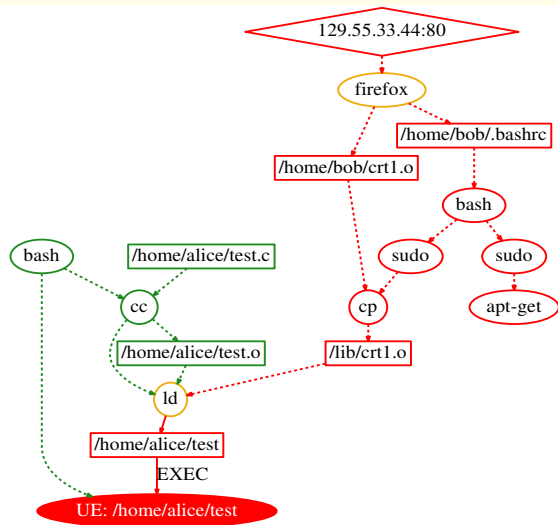 129.55.33.44:80
firefox
/home/bob/.bashrc
/home/bob/crt1.o
bash
bash
/home/alice/test.c
sudo
sudo
cc
cp
apt-get
/home/alice/test.o
/lib/crt1.o
ld
/home/alice/test
EXEC
UE: /home/alice/test